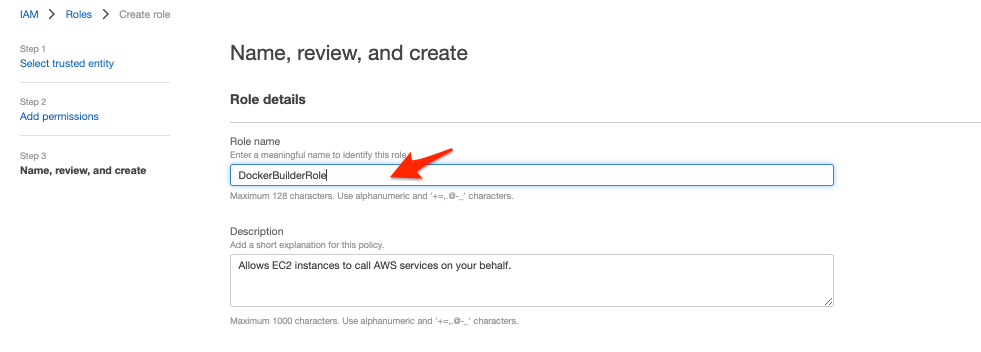 IAM > Roles > Create role
Step 1
Select trusted entity
Step 2
Add permissions
Step 3
Name, review, and create
Name, review, and create
Role details
Role name
Enter a meaningful name to identify this role
DockerBuilderRole
Maximum 128 characters. Use alphanumeric and '+=,.@-_' characters.
Description
Add a short explanation for this policy.
Allows EC2 instances to call AWS services on your behalf.
Maximum 1000 characters. Use alphanumeric and '+=,.@-_' characters.